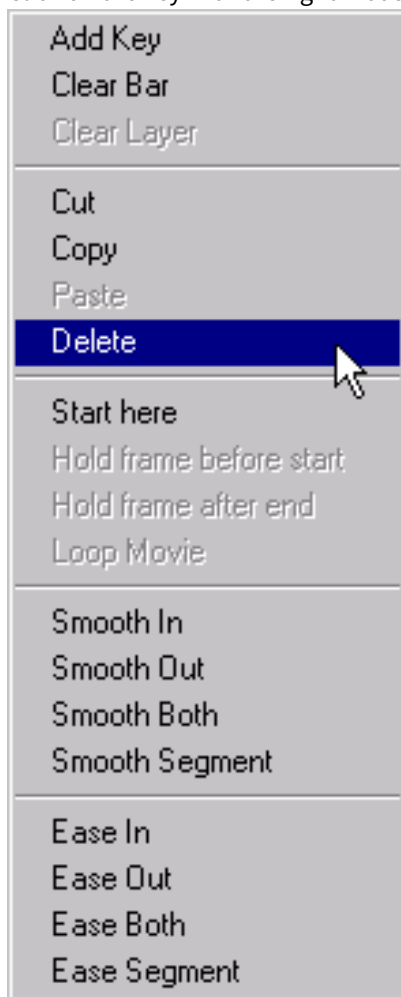 Add Key
Clear Bar
Clear Layer
Cut
Copy
Paste
Delete
Start here
Hold frame before start
Hold frame after end
Loop Movie
Smooth In
Smooth Out
Smooth Both
Smooth Segment
Ease In
Ease Out
Ease Both
Ease Segment